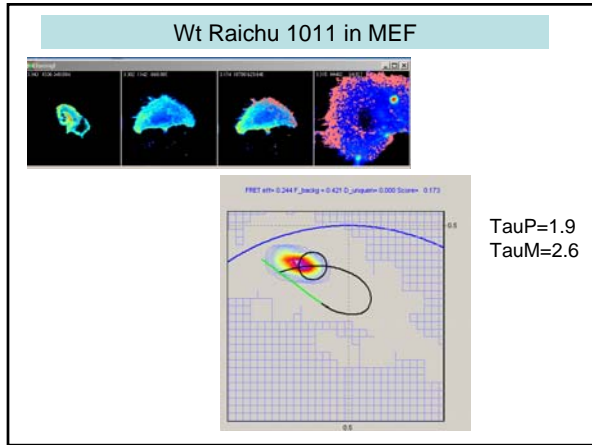 Wt Raichu 1011 in MEF
FRET eff= 0.244 F_backg = 0.421 D_unquen= 0.000 Score= 0.173
0.5
TauP=1.9
TauM=2.6
0.5